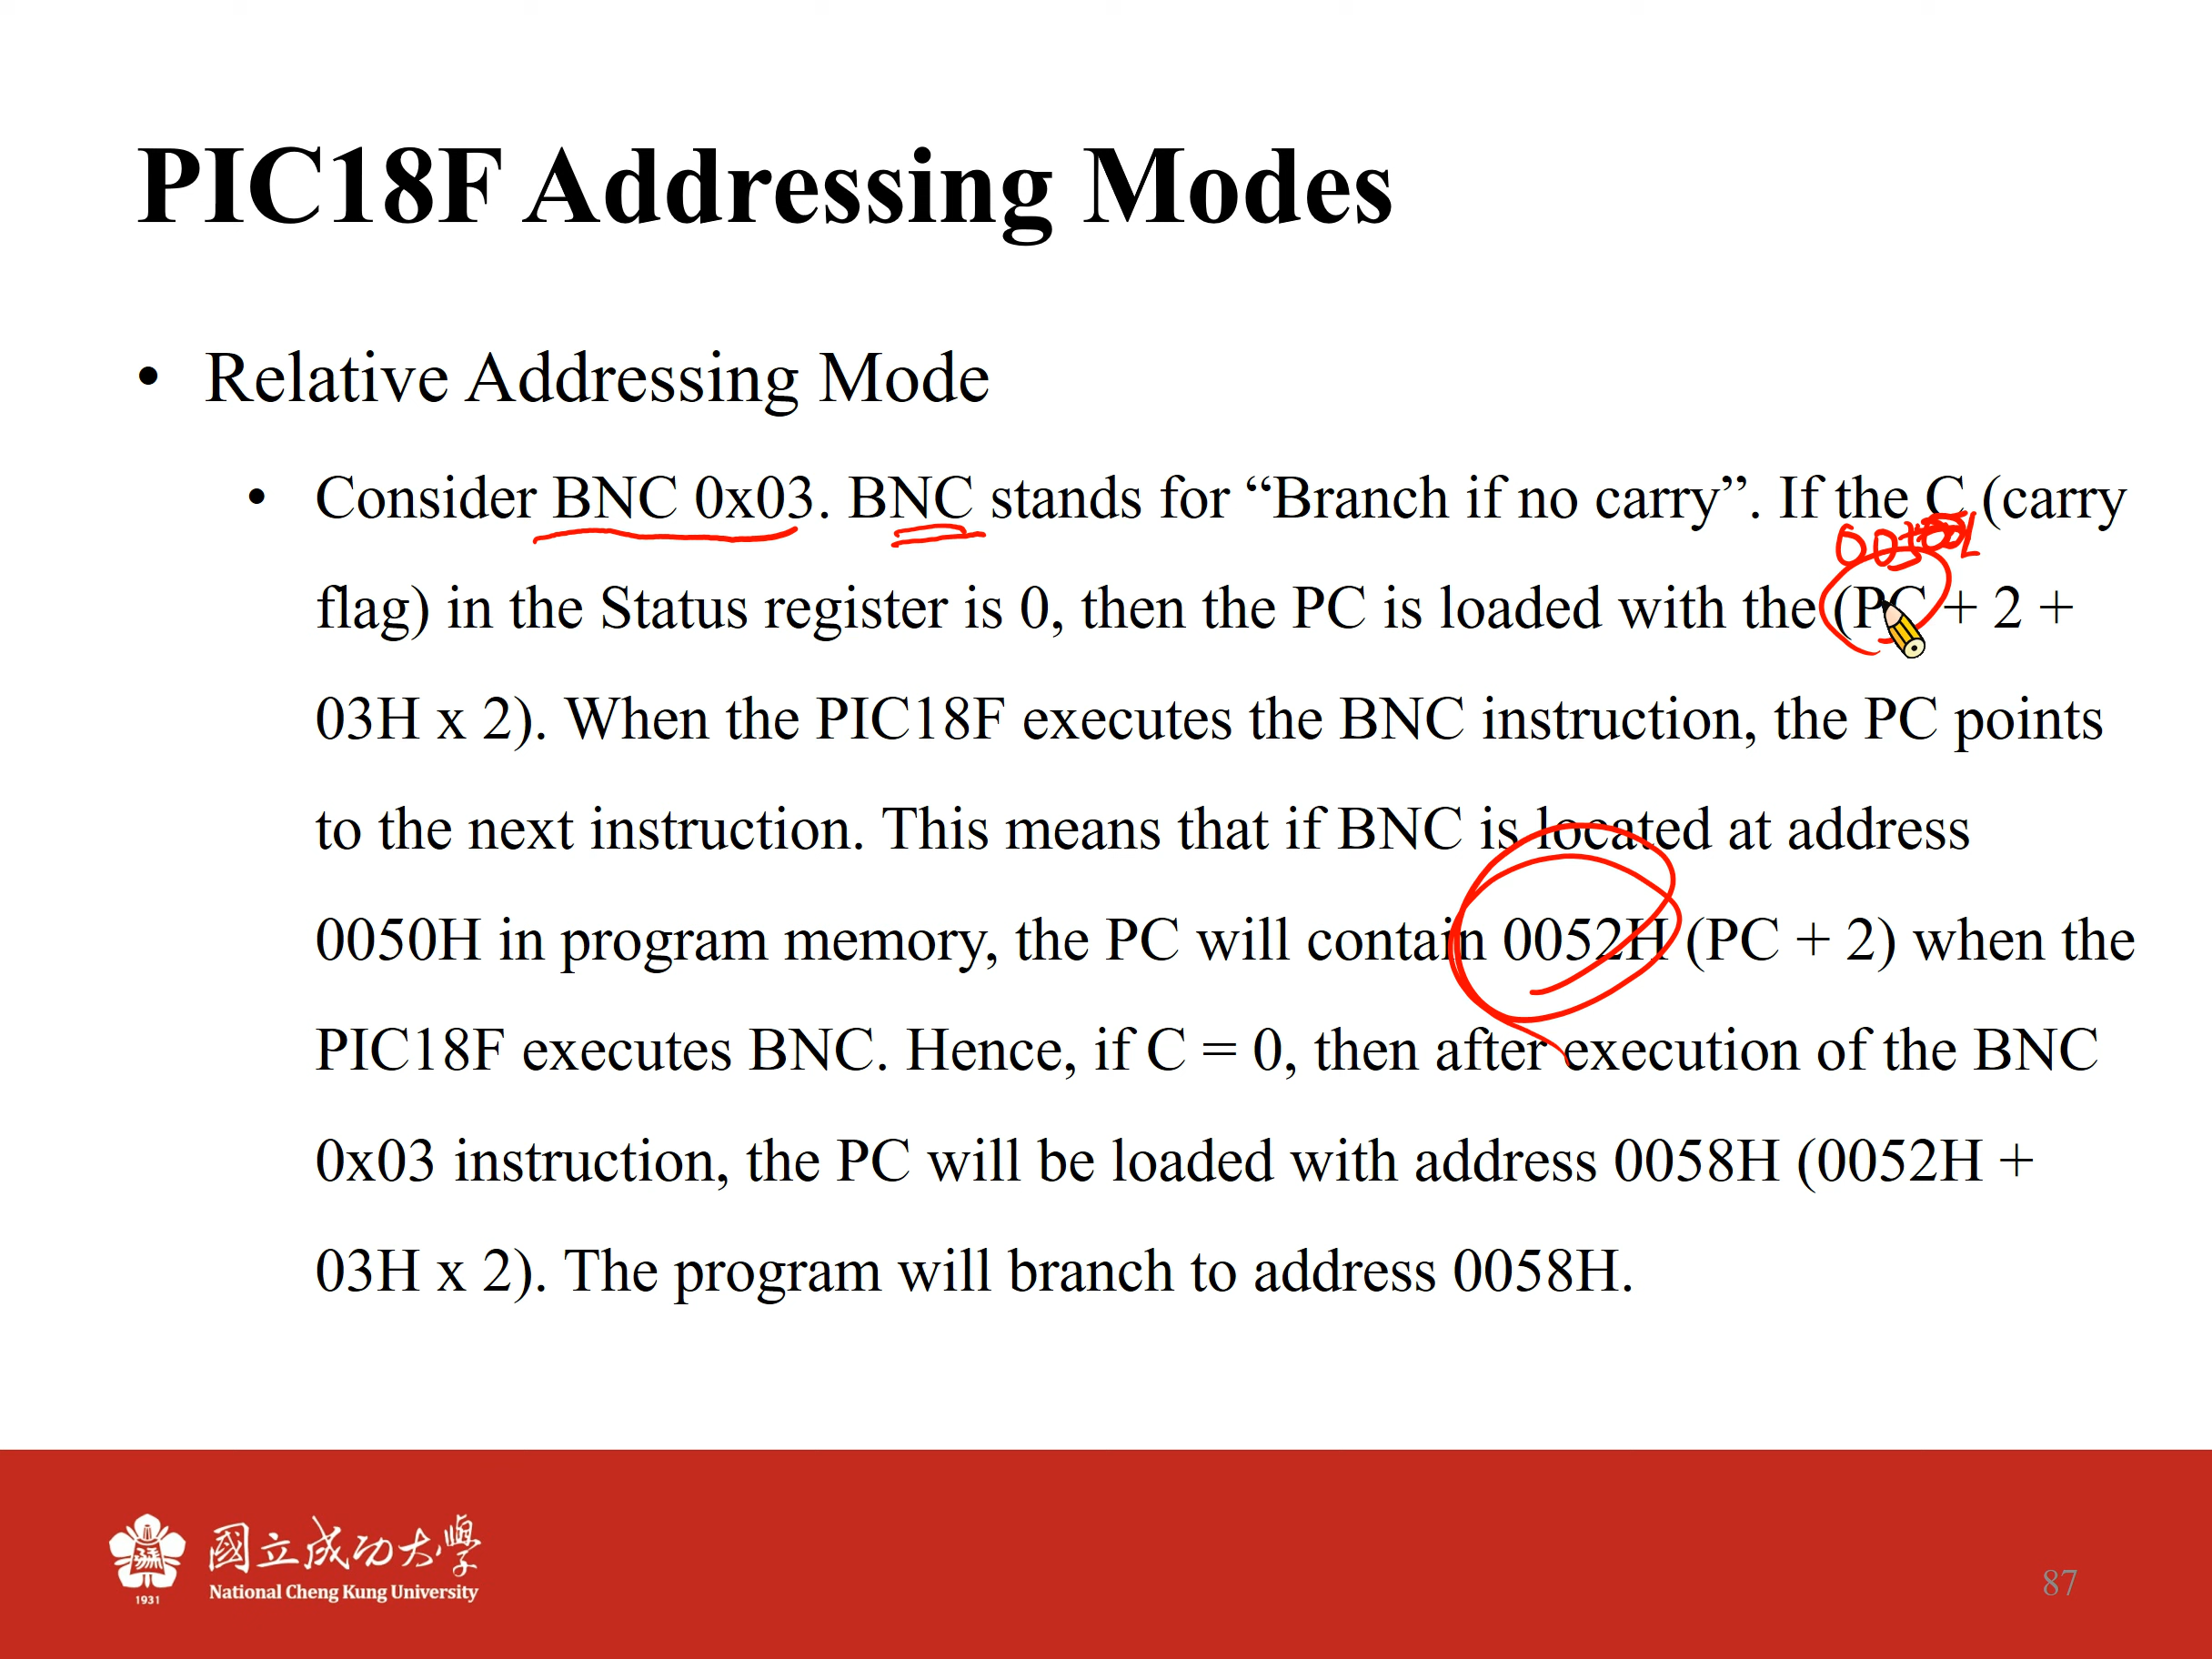 PIC18F Addressing Modes
• Relative Addressing Mode
• Consider BNC 0x03. BNC stands for “Branch if no carry”. If the C (carry
flag) in the Status register is 0, then the PC is loaded with the (PC + 2 +
03H x 2). When the PIC18F executes the BNC instruction, the PC points
to the next instruction. This means that if BNC is located at address
0050H in program memory, the PC will contain 0052H (PC + 2) when the
PIC18F executes BNC. Hence, if C = 0, then after execution of the BNC
0x03 instruction, the PC will be loaded with address 0058H (0052H +
03H x 2). The program will branch to address 0058H.
國立成功大學
National Cheng Kung University
1931
87